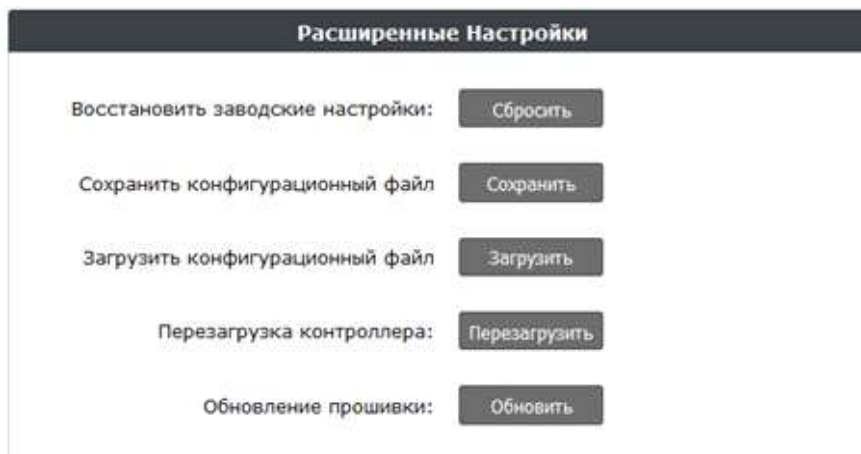 Расширенные Настройки
Восстановить заводские настройки: Сбросить
Сохранить конфигурационный файл Сохранить
Загрузить конфигурационный файл Загрузить
Перезагрузка контроллера: Перезагрузить
Обновление прошивки: Обновить